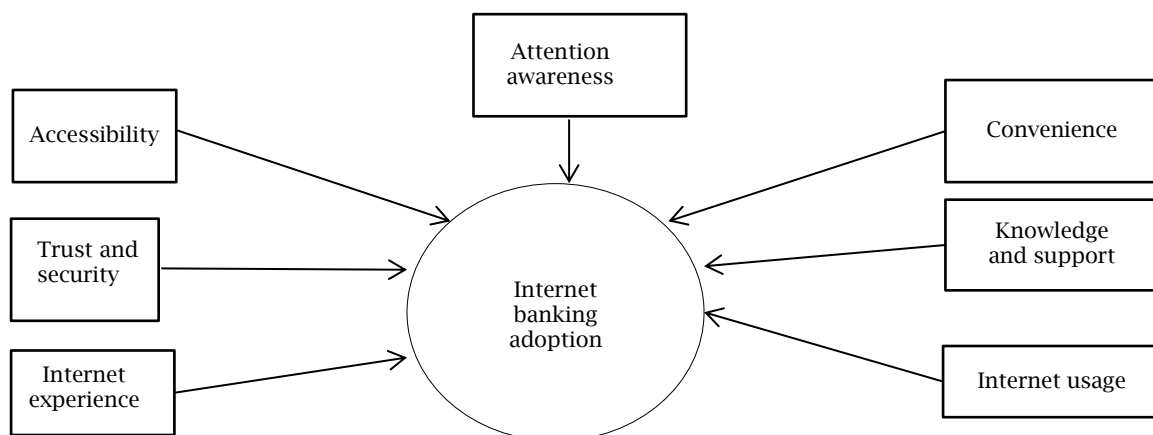 Attention
awareness
Accessibility
Convenience
Trust and
security
Knowledge
and support
Internet
banking
adoption
Internet
experience
Internet usage